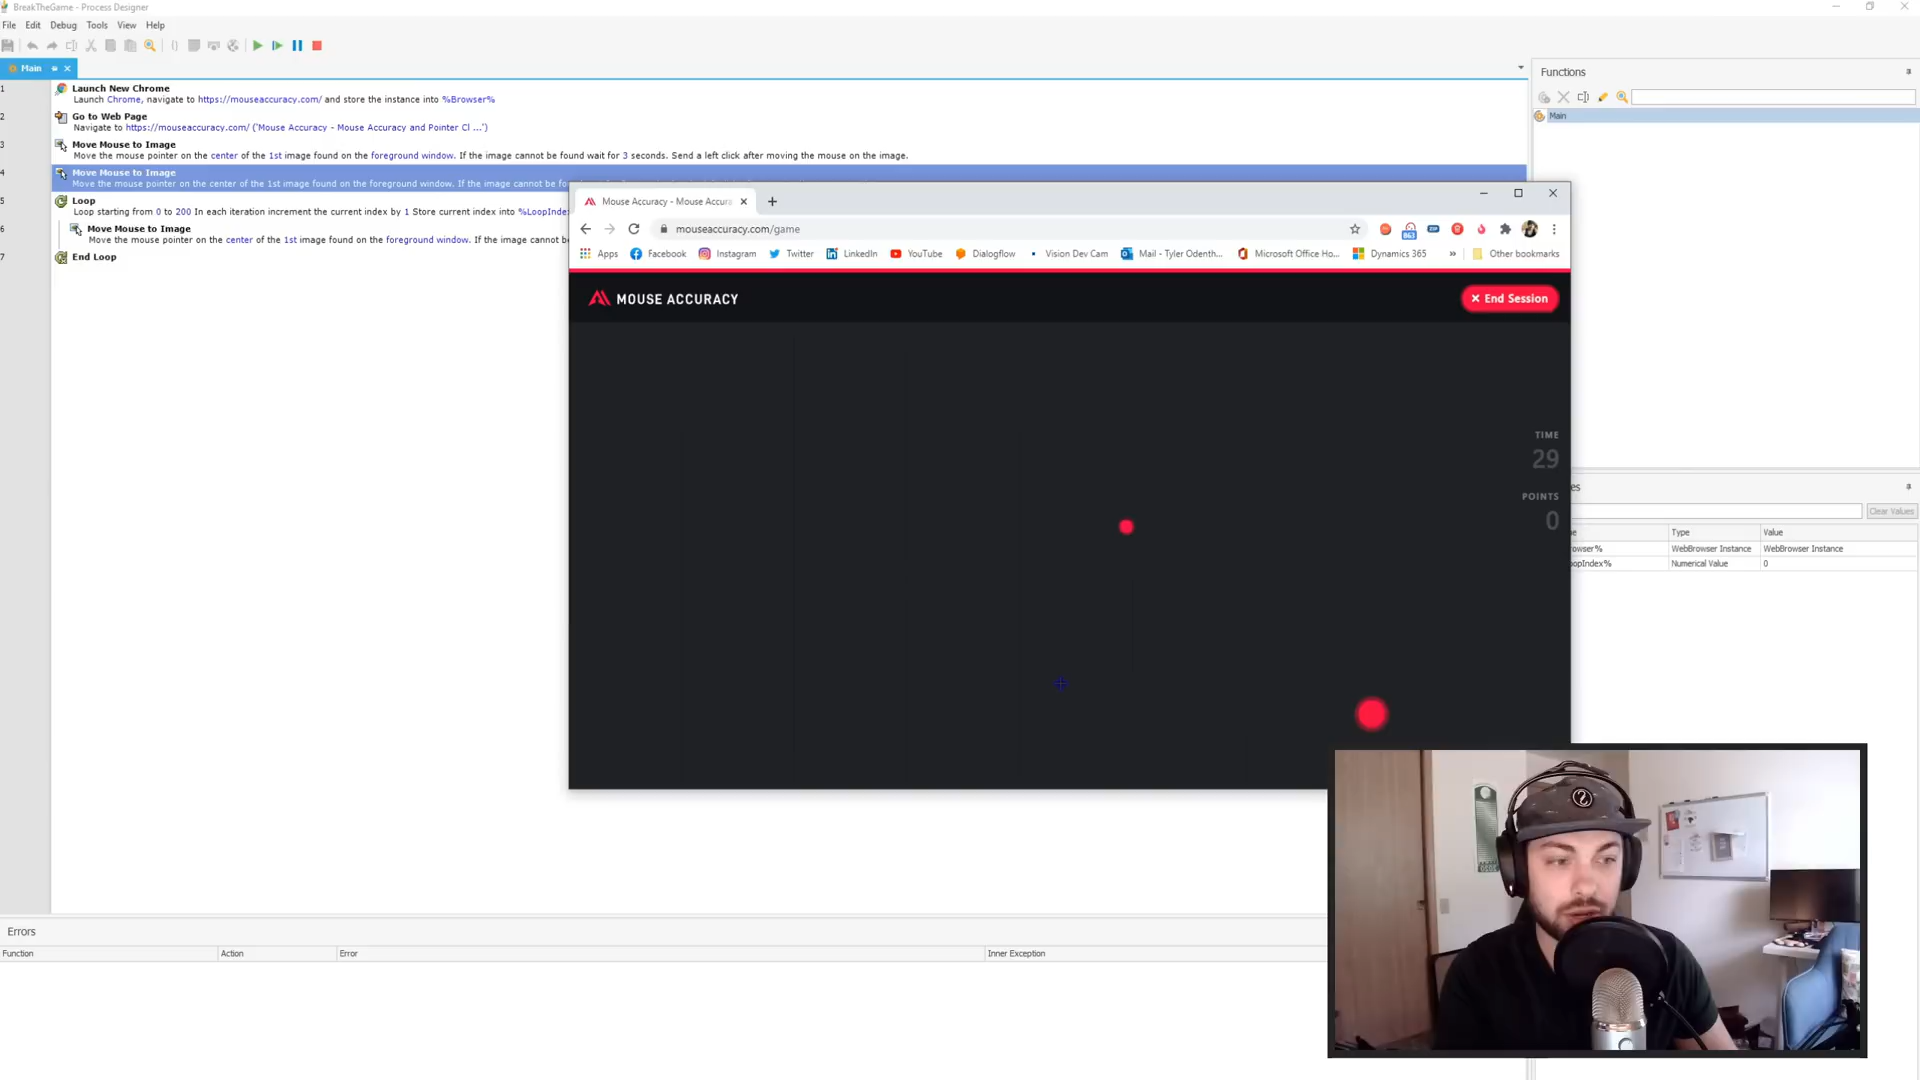 BreakTheGame - Process Designer
File Edit Debug Tools View Help
Main
1 Launch New Chrome
Launch Chrome, navigate to https://mouseaccuracy.com/ and store the instance into %Browser%
2 Go to Web Page
Navigate to https://mouseaccuracy.com/ ('Mouse Accuracy - Mouse Accuracy and Pointer Cl ...')
3 Move Mouse to Image
Move the mouse pointer on the center of the 1st image found on the foreground window. If the image cannot be found wait for 3 seconds. Send a left click after moving the mouse on the image.
4 Move Mouse to Image
Move the mouse pointer on the center of the 1st image found on the foreground window. If the image cannot be fo
5 Loop
Loop starting from 0 to 200 In each iteration increment the current index by 1 Store current index into %LoopInde
6 Move Mouse to Image
Move the mouse pointer on the center of the 1st image found on the foreground window. If the image cannot be
7 End Loop
Functions
Main
Mouse Accuracy - Mouse Accura
mouseaccuracy.com/game
863
Apps Facebook Instagram Twitter LinkedIn YouTube Dialogflow Vision Dev Cam Mail - Tyler Odenth... Microsoft Office Ho... Dynamics 365 » Other bookmarks
MOUSE ACCURACY
× End Session
TIME
29
POINTS
0
es
Clear Values
e Type Value
owser% WebBrowser Instance WebBrowser Instance
oopIndex% Numerical Value 0
Errors
Function Action Error Inner Exception